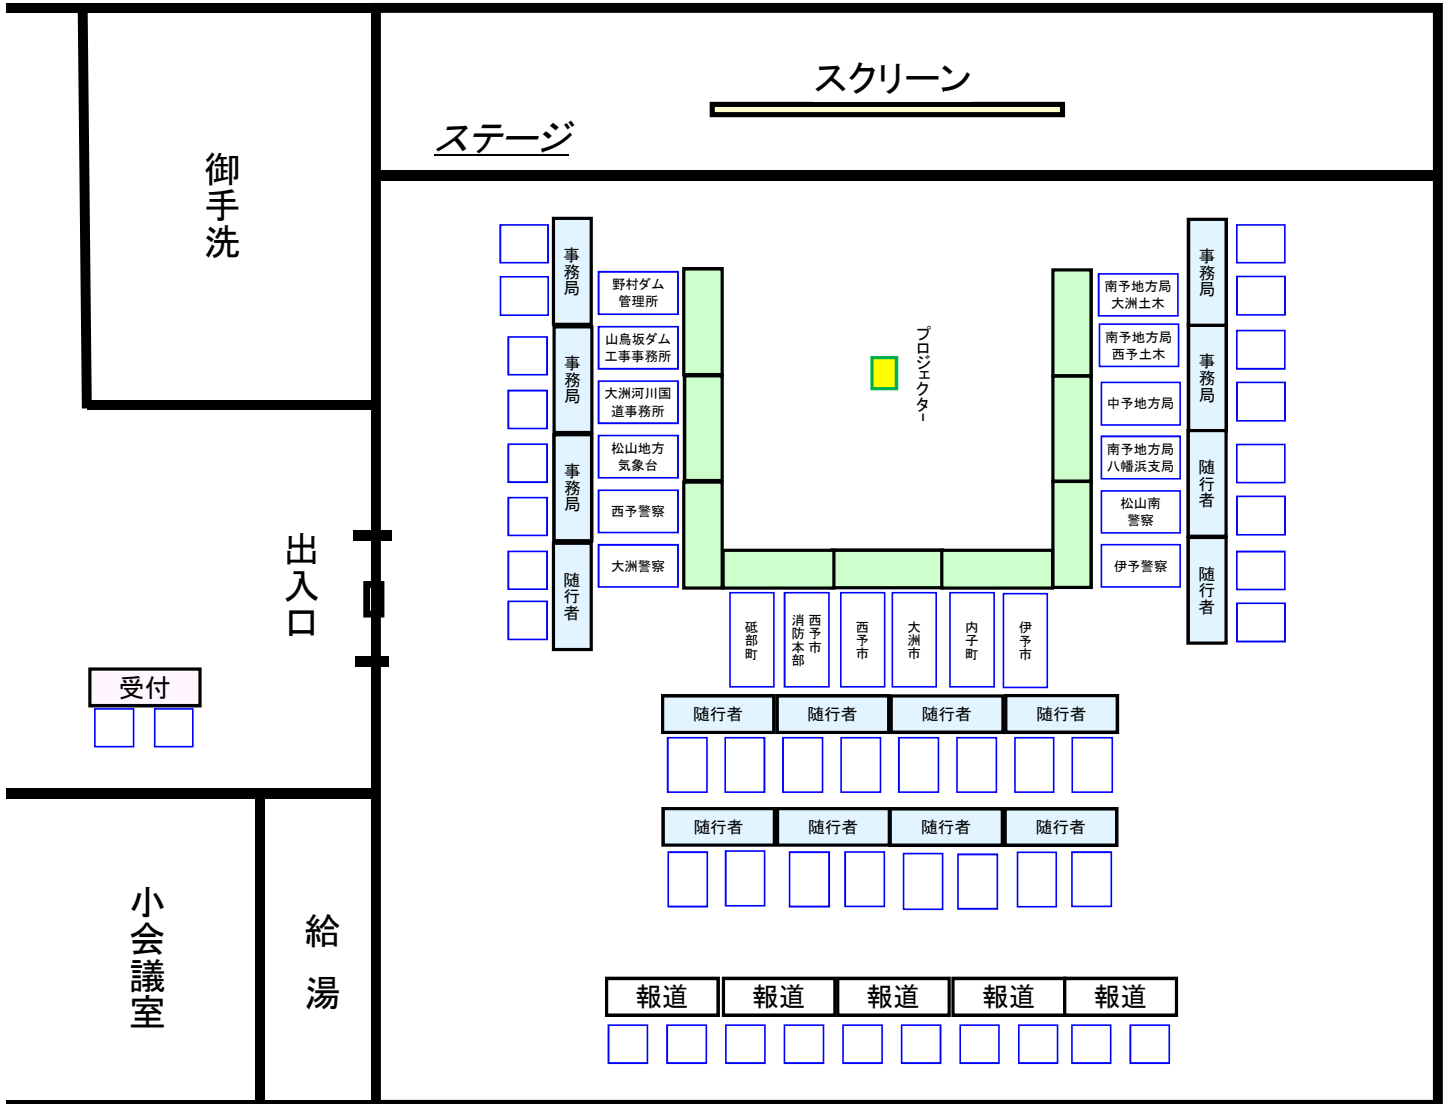 スクリーン
ステージ
御手洗
事務局
事務局
事務局
随行者
野村ダム
管理所
山鳥坂ダム
工事事務所
大洲河川国
道事務所
松山地方
気象台
西予警察
大洲警察
プロジェクター
南予地方局
大洲土木
南予地方局
西予土木
中予地方局
南予地方局
八幡浜支局
松山南
警察
伊予警察
事務局
事務局
随行者
随行者
出入口
受付
砥部町
西予市
消防本部
西予市
大洲市
内子町
伊予市
随行者
随行者
随行者
随行者
随行者
随行者
随行者
随行者
小会議室
給湯
報道
報道
報道
報道
報道